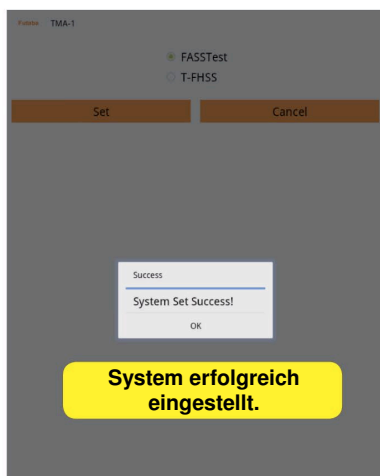 Futaba TMA-1
FASSTest
T-FHSS
Set Cancel
Success
System Set Success!
OK
System erfolgreich
eingestellt.